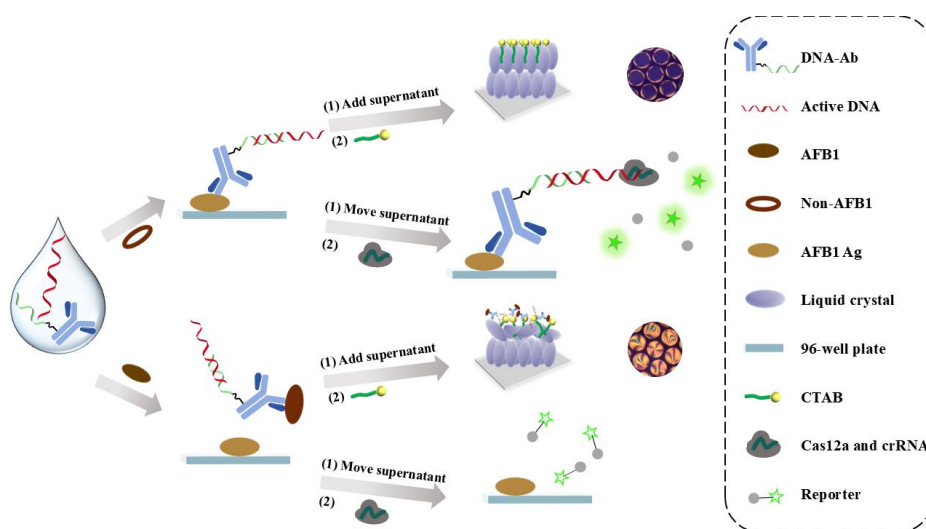 (1) Add supernatant
(2)
(1) Move supernatant
(2)
(1) Add supernatant
(2)
(1) Move supernatant
(2)
DNA-Ab
Active DNA
AFB1
Non-AFB1
AFB1 Ag
Liquid crystal
96-well plate
CTAB
Cas12a and crRNA
Reporter